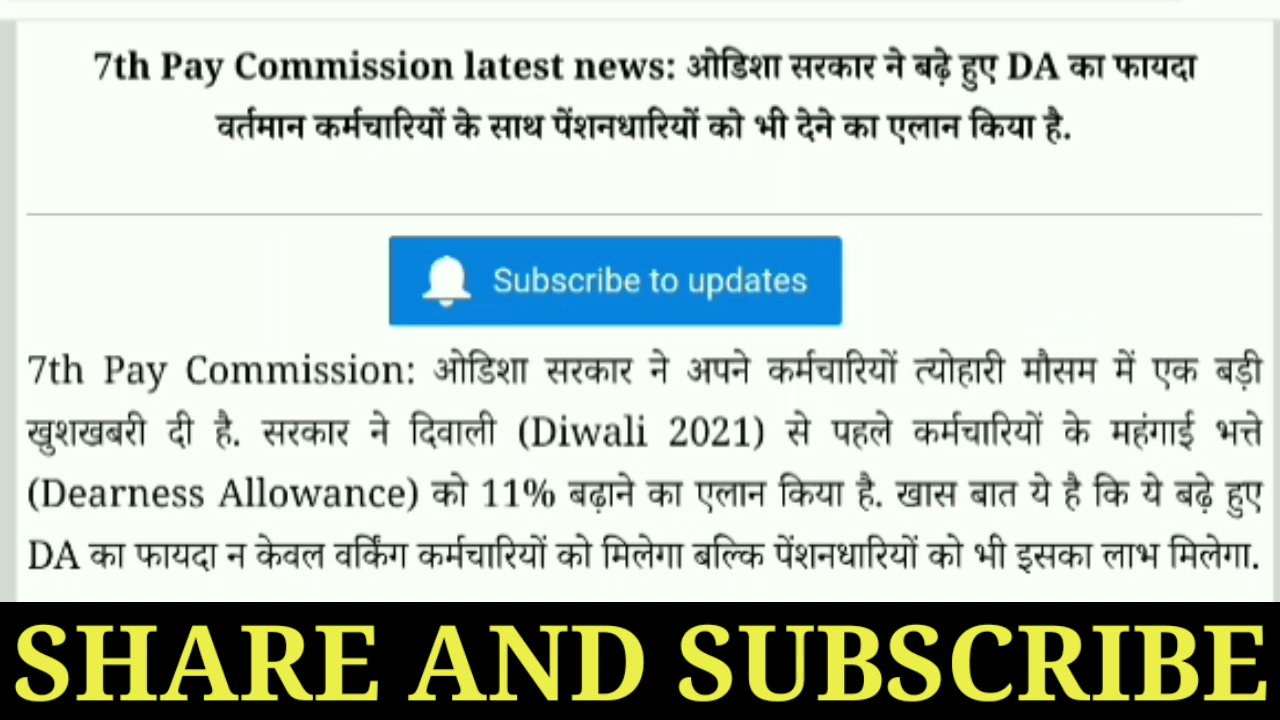 7th Pay Commission latest news: ओडिशा सरकार ने बढ़े हुए DA का फायदा
वर्तमान कर्मचारियों के साथ पेंशनधारियों को भी देने का एलान किया है.
Subscribe to updates
7th Pay Commission: ओडिशा सरकार ने अपने कर्मचारियों त्योहारी मौसम में एक बड़ी
खुशखबरी दी है. सरकार ने दिवाली (Diwali 2021) से पहले कर्मचारियों के महंगाई भत्ते
(Dearness Allowance) को 11% बढ़ाने का एलान किया है. खास बात ये है कि ये बढ़े हुए
DA का फायदा न केवल वर्किंग कर्मचारियों को मिलेगा बल्कि पेंशनधारियों को भी इसका लाभ मिलेगा.
SHARE AND SUBSCRIBE